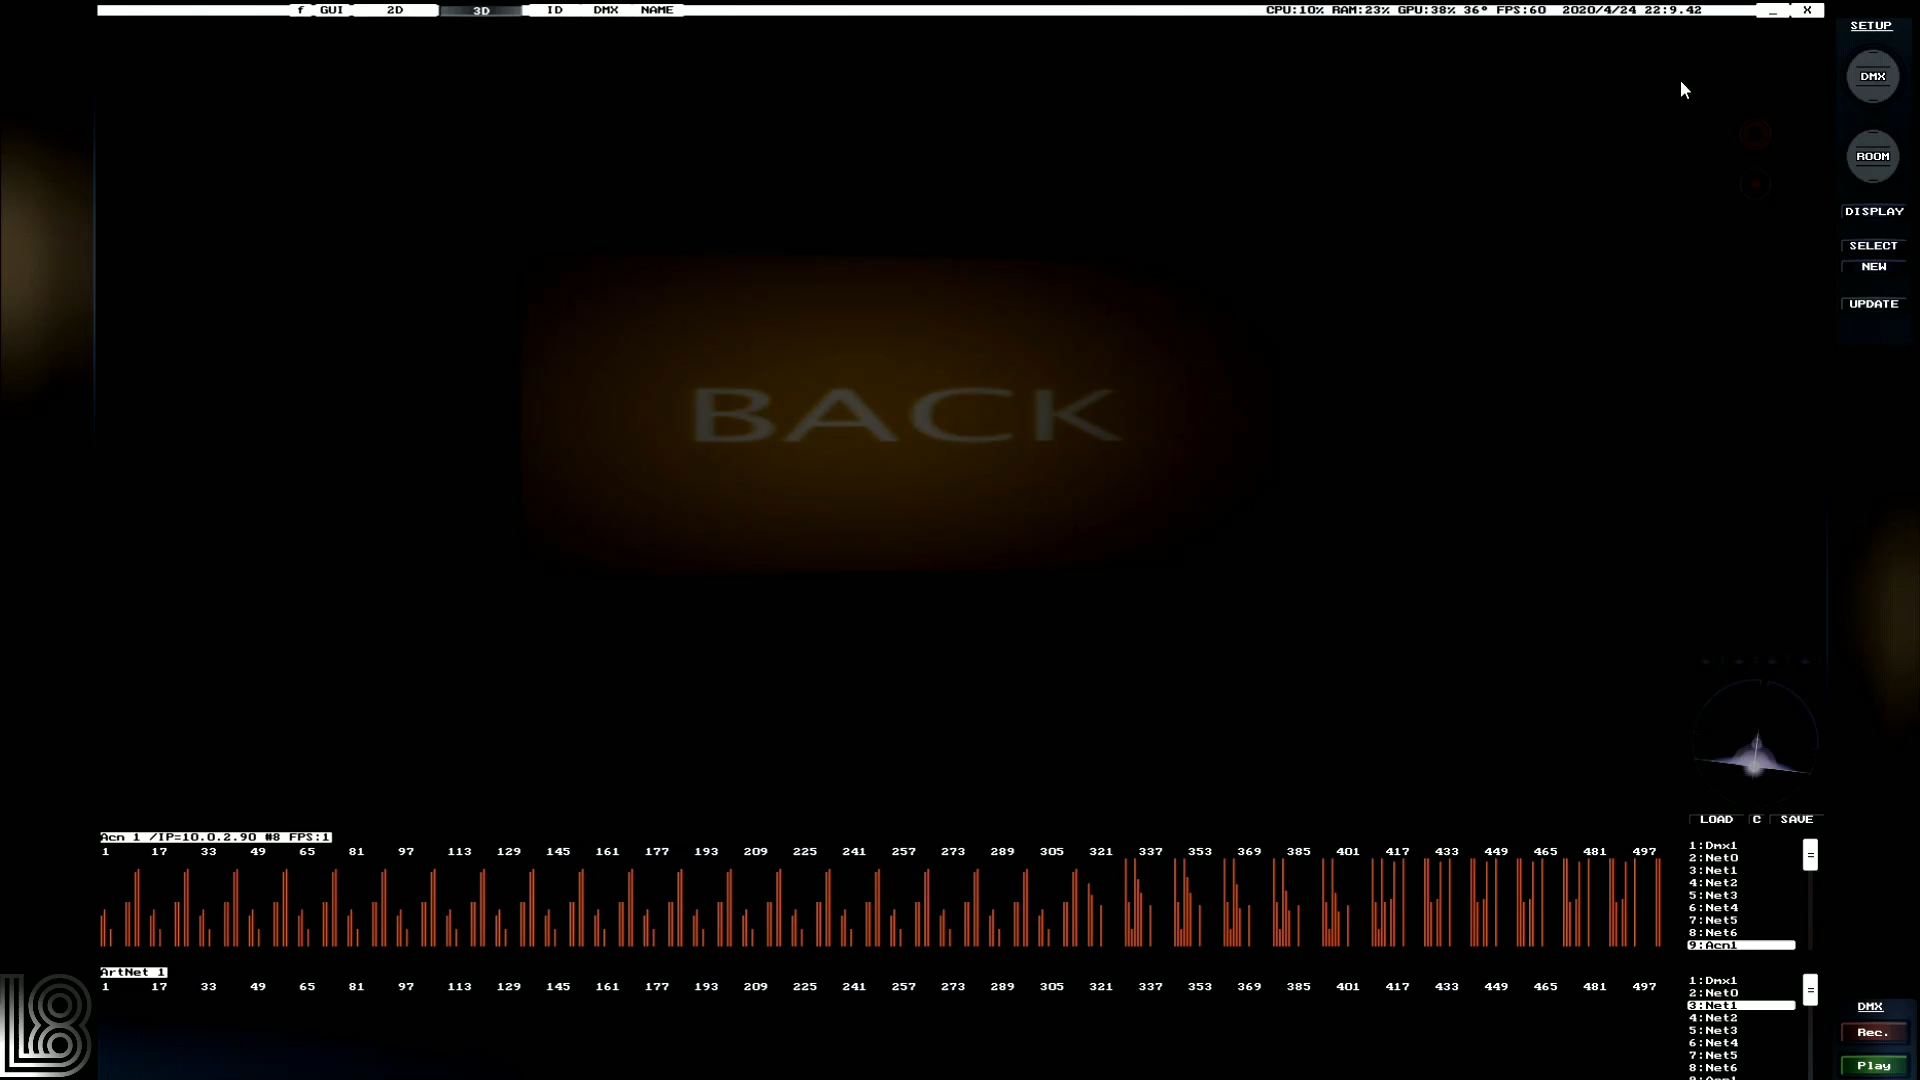 f GUI 2D 3D ID DMX NAME CPU:10% RAM:23% GPU:38% 36° FPS:60 2020/4/24 22:9.42 _ X
SETUP
DMX
ROOM
DISPLAY
SELECT
NEW
UPDATE
BACK
LOAD C SAVE
Acn 1 /IP=10.0.2.90 #8 FPS:1
1 17 33 49 65 81 97 113 129 145 161 177 193 209 225 241 257 273 289 305 321 337 353 369 385 401 417 433 449 465 481 497
1:Dmx1
2:Net0
3:Net1
4:Net2
5:Net3
6:Net4
7:Net5
8:Net6
9:Acn1
ArtNet 1
1 17 33 49 65 81 97 113 129 145 161 177 193 209 225 241 257 273 289 305 321 337 353 369 385 401 417 433 449 465 481 497
1:Dmx1
2:Net0
3:Net1
4:Net2
5:Net3
6:Net4
7:Net5
8:Net6
DMX
Rec.
Play
L8